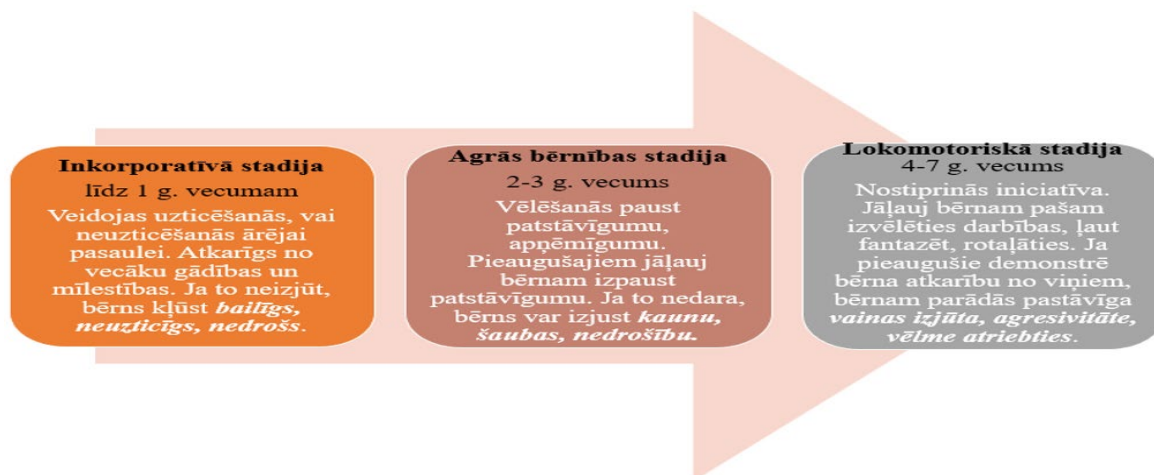 Inkorporatīvā stadija
līdz 1 g. vecumam
Veidojas uzticēšanās, vai
neuzticēšanās ārējai
pasaulei. Atkarīgs no
vecāku gādības un
mīlestības. Ja to neizjūt,
bērns kļūst bailīgs,
neuzticīgs, nedrošs.
Agrās bērnības stadija
2-3 g. vecums
Vēlēšanās paust
patstāvīgumu,
apņēmīgumu.
Pieaugušajiem jāļauj
bērnam izpaust
patstāvīgumu. Ja to nedara,
bērns var izjust kaunu,
šaubas, nedrošību.
Lokomotoriskā stadija
4-7 g. vecums
Nostiprinās iniciatīva.
Jāļauj bērnam pašam
izvēlēties darbības, ļaut
fantazēt, rotaļāties. Ja
pieaugušie demonstrē
bērna atkarību no viņiem,
bērnam parādās pastāvīga
vainas izjūta, agresivitāte,
vēlme atriebties.